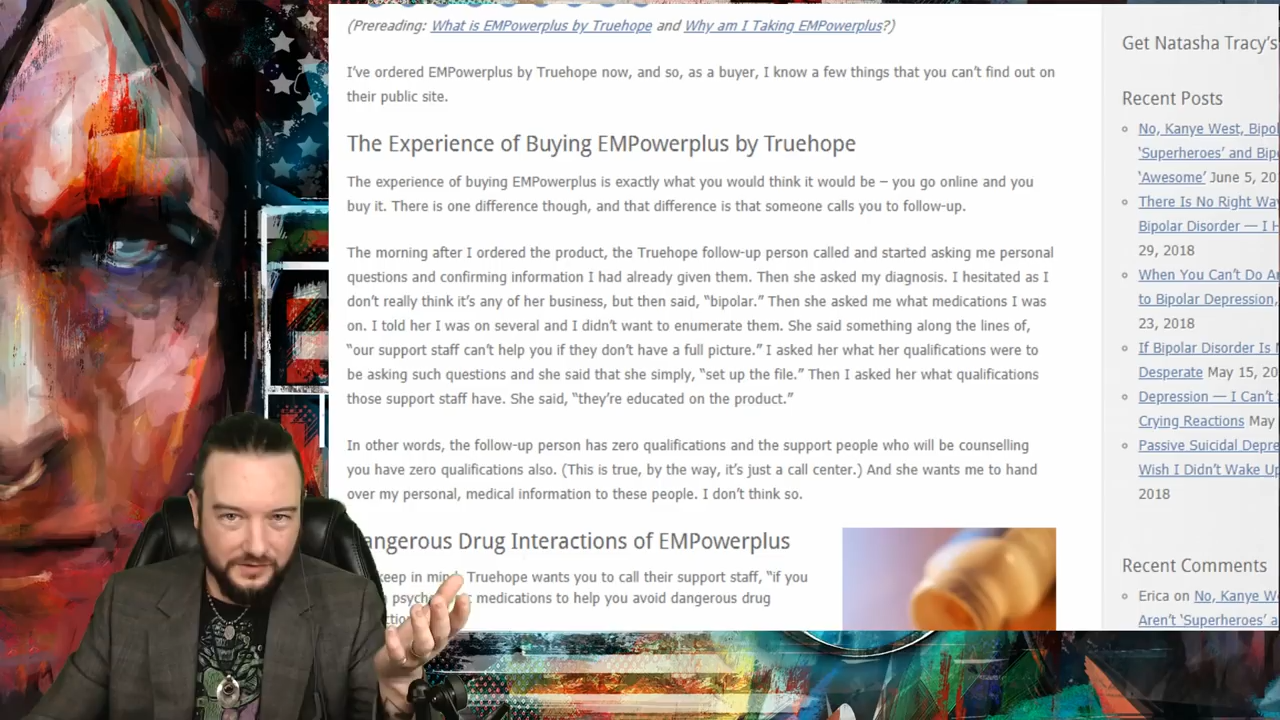 (Prereading: What is EMPowerplus by Truehope and Why am I Taking EMPowerplus?)
I've ordered EMPowerplus by Truehope now, and so, as a buyer, I know a few things that you can't find out on
their public site.
The Experience of Buying EMPowerplus by Truehope
The experience of buying EMPowerplus is exactly what you would think it would be – you go online and you
buy it. There is one difference though, and that difference is that someone calls you to follow-up.
The morning after I ordered the product, the Truehope follow-up person called and started asking me personal
questions and confirming information I had already given them. Then she asked my diagnosis. I hesitated as I
don't really think it's any of her business, but then said, “bipolar.” Then she asked me what medications I was
on. I told her I was on several and I didn't want to enumerate them. She said something along the lines of,
“our support staff can't help you if they don't have a full picture.” I asked her what her qualifications were to
be asking such questions and she said that she simply, “set up the file.” Then I asked her what qualifications
those support staff have. She said, “they're educated on the product.”
In other words, the follow-up person has zero qualifications and the support people who will be counselling
you have zero qualifications also. (This is true, by the way, it's just a call center.) And she wants me to hand
over my personal, medical information to these people. I don't think so.
angerous Drug Interactions of EMPowerplus
keep in mind, Truehope wants you to call their support staff, “if you
medications to help you avoid dangerous drug
Get Natasha Tracy's
Recent Posts
No, Kanye West, Bipo
‘Superheroes’ and Bip
‘Awesome’ June 5, 20
There Is No Right Wa
Bipolar Disorder — I H
29, 2018
When You Can't Do A
to Bipolar Depression,
23, 2018
If Bipolar Disorder Is
Desperate May 15, 20
Depression — I Can't
Crying Reactions May
Passive Suicidal Depre
Wish I Didn't Wake Up
2018
Recent Comments
Erica on No, Kanye W
Aren't ‘Superheroes’ a